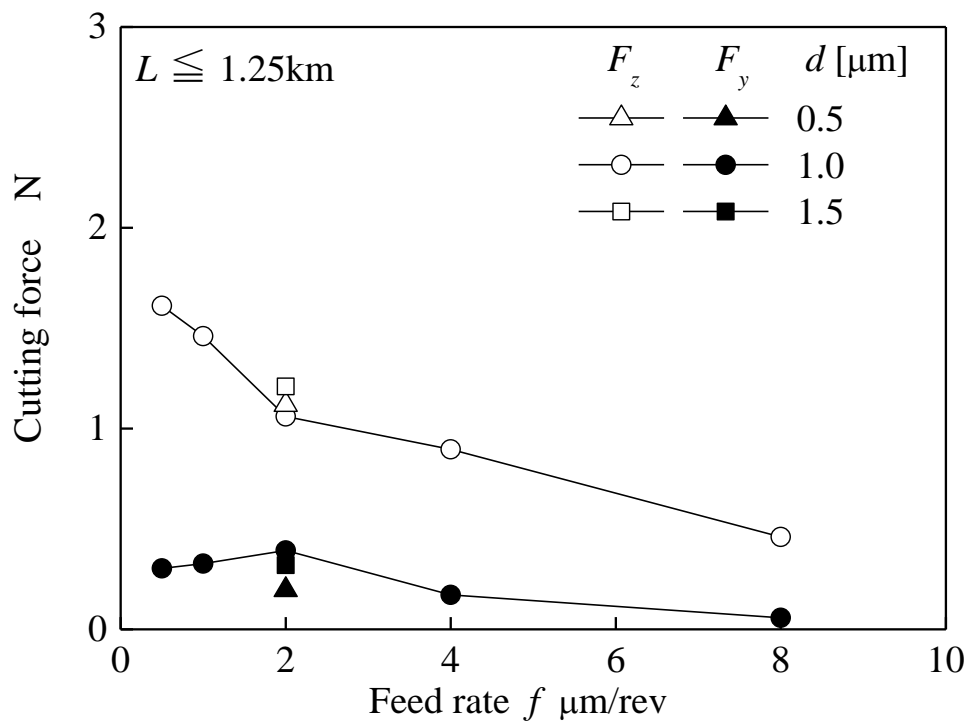 3
L ≦ 1.25km
F_z F_y d [μm]
0.5
1.0
1.5
2
1
0
Cutting force N
0 2 4 6 8 10
Feed rate f μm/rev